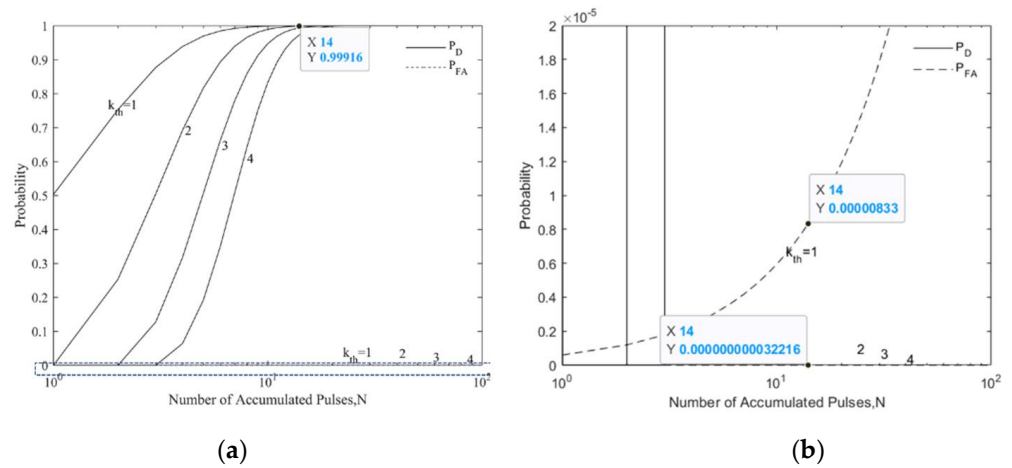 1
0.9
0.8
0.7
0.6
0.5
0.4
0.3
0.2
0.1
0
Probability
X 14
Y 0.99916
P_D
P_FA
k_th=1
2
3
4
k_th=1
2
3
4
10^0
10^1
10^2
Number of Accumulated Pulses,N
(a)
×10^-5
2
1.8
1.6
1.4
1.2
1
0.8
0.6
0.4
0.2
0
Probability
P_D
P_FA
X 14
Y 0.00000833
k_th=1
X 14
Y 0.000000000032216
2
3
4
10^0
10^1
10^2
Number of Accumulated Pulses,N
(b)